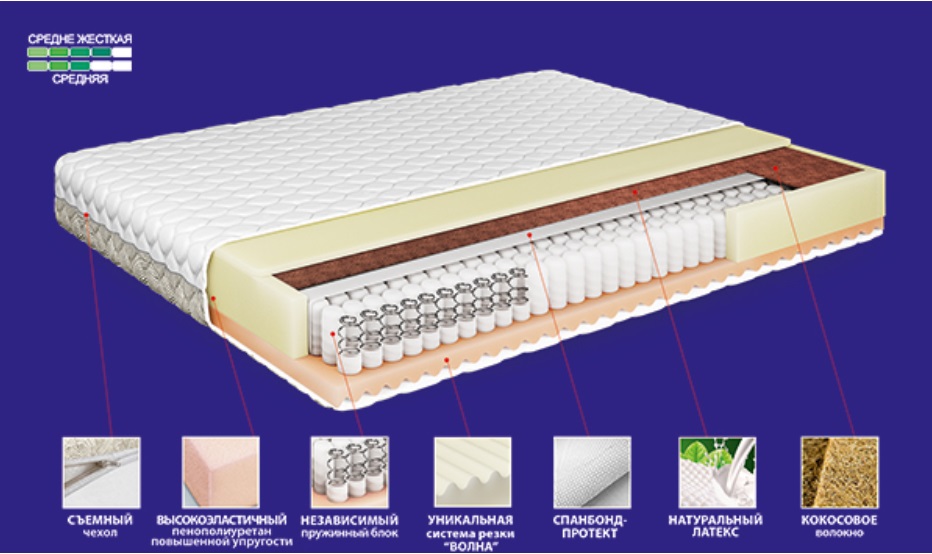 СРЕДНЕ ЖЕСТКАЯ
СРЕДНЯЯ
СЪЕМНЫЙ
чехол
ВЫСОКОЭЛАСТИЧНЫЙ
пенополиуретан
повышенной упругости
НЕЗАВИСИМЫЙ
пружинный блок
УНИКАЛЬНАЯ
система резки
"ВОЛНА"
СПАНБОНД-
ПРОТЕКТ
НАТУРАЛЬНЫЙ
ЛАТЕКС
КОКОСОВОЕ
волокно